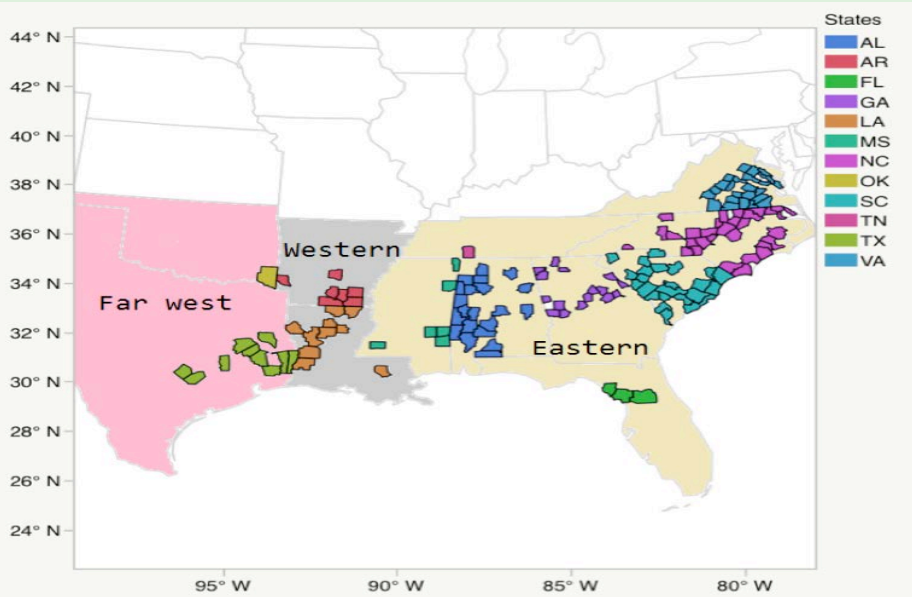 States
AL
AR
FL
GA
LA
MS
NC
OK
SC
TN
TX
VA
44° N
42° N
40° N
38° N
36° N
34° N
32° N
30° N
28° N
26° N
24° N
Western
Far west
Eastern
95° W
90° W
85° W
80° W